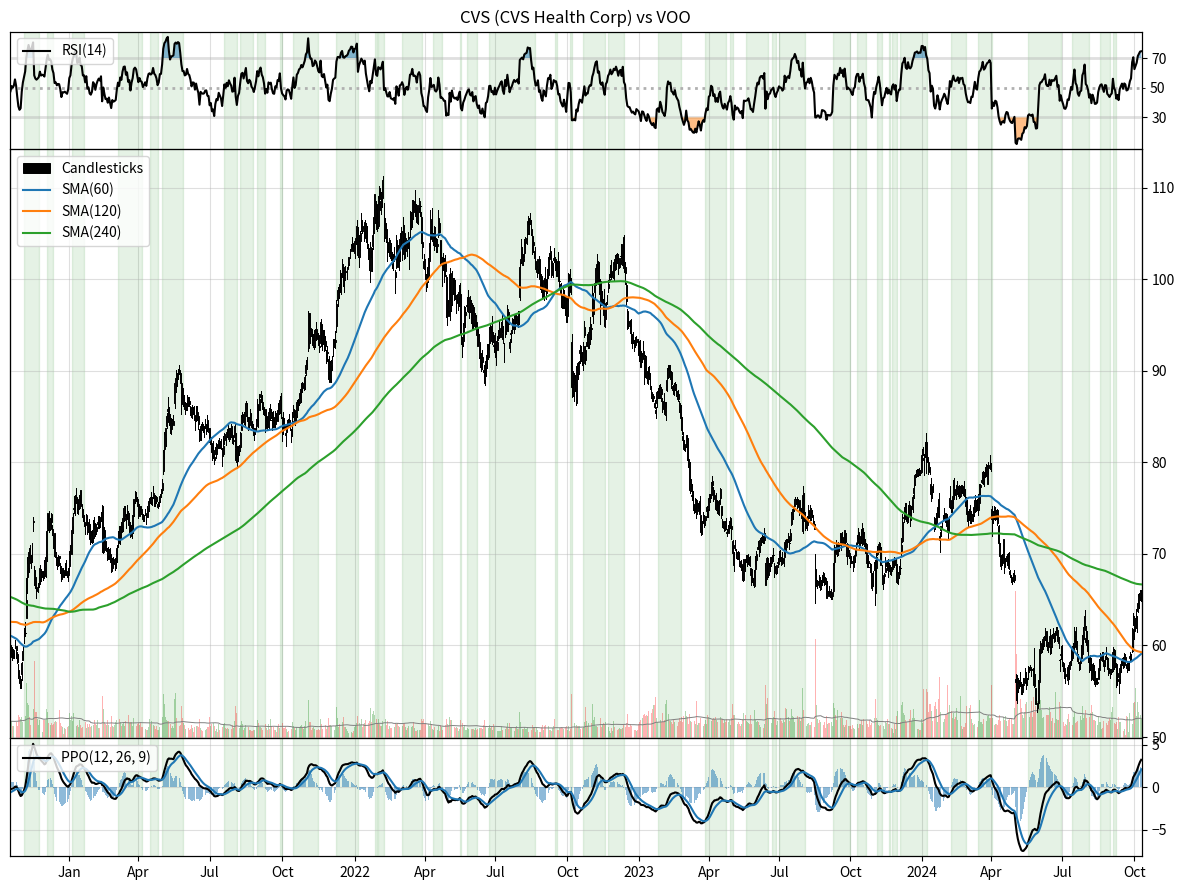 CVS (CVS Health Corp) vs VOO
RSI(14)
70
50
30
Candlesticks
SMA(60)
SMA(120)
SMA(240)
110
100
90
80
70
60
50
PPO(12, 26, 9)
5
0
−5
Jan Apr Jul Oct 2022 Apr Jul Oct 2023 Apr Jul Oct 2024 Apr Jul Oct